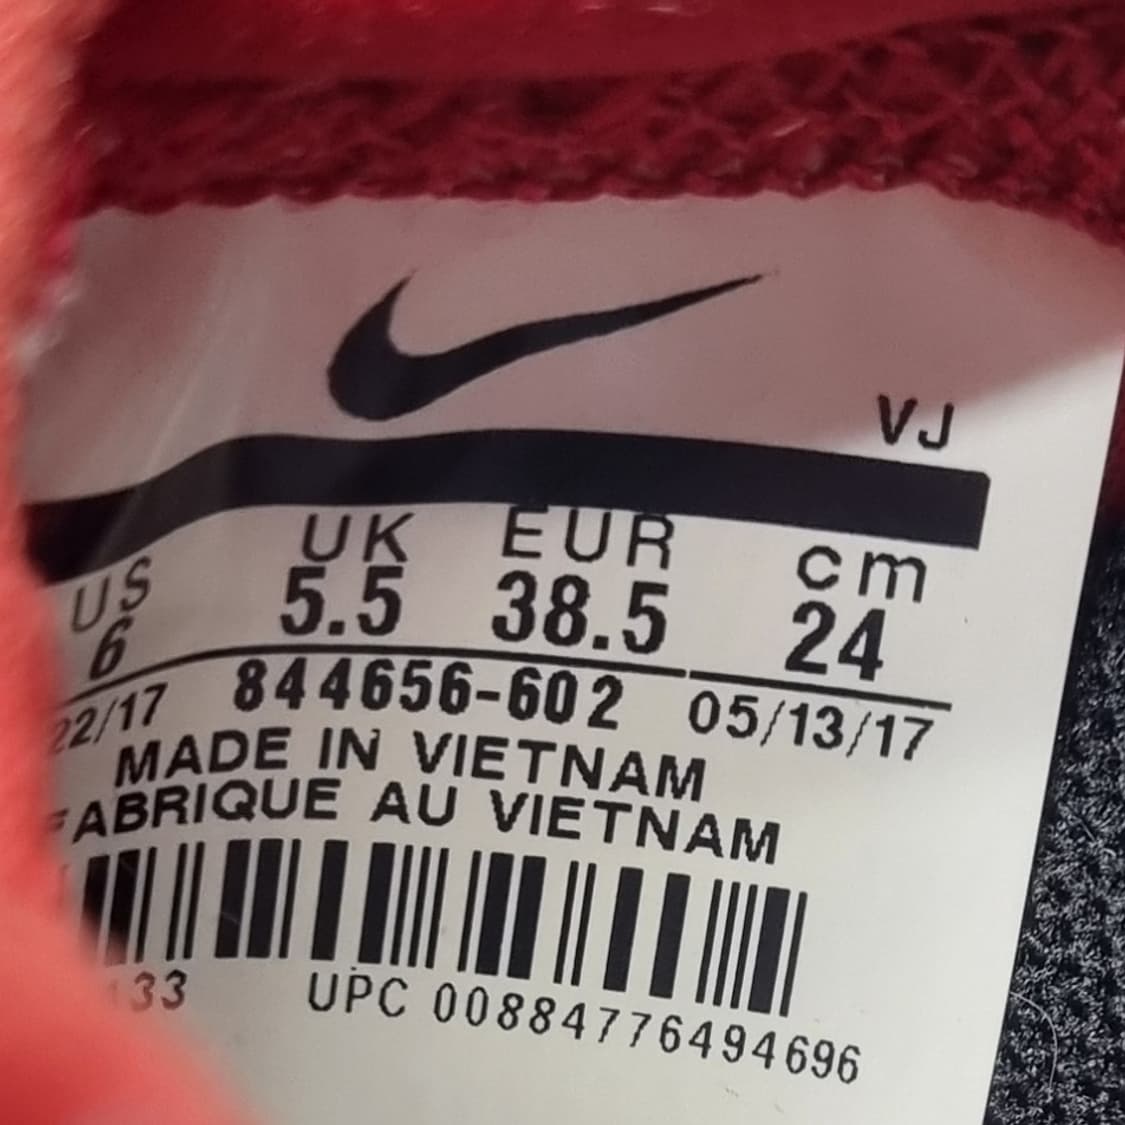 VJ
US UK EUR cm
6 5.5 38.5 24
22/17 844656-602 05/13/17
MADE IN VIETNAM
FABRIQUE AU VIETNAM
33 UPC 00884776494696